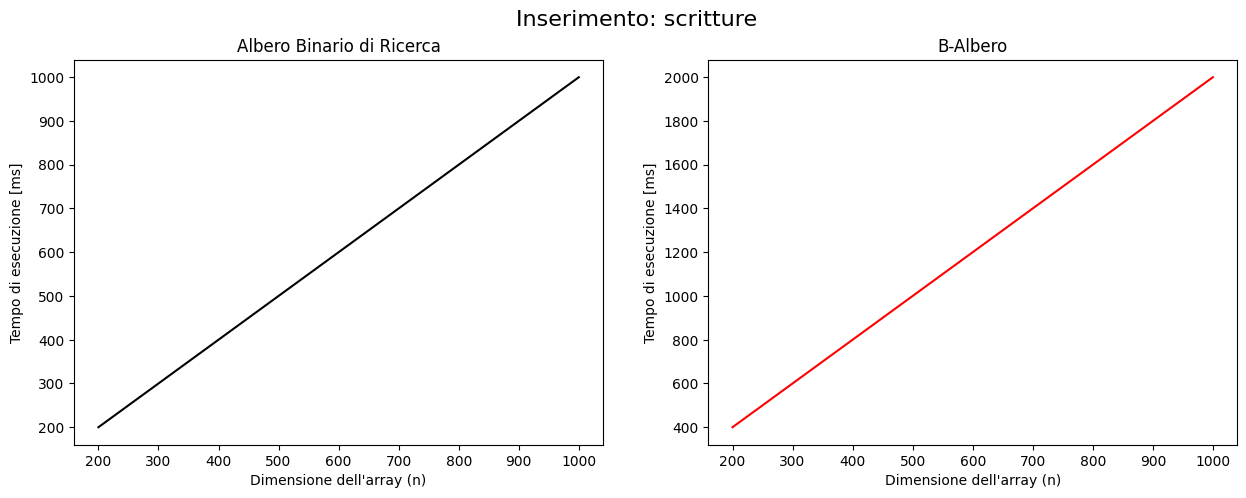 Inserimento: scritture
Albero Binario di Ricerca
1000
900
800
700
600
500
400
300
200
Tempo di esecuzione [ms]
200 300 400 500 600 700 800 900 1000
Dimensione dell'array (n)
B-Albero
2000
1800
1600
1400
1200
1000
800
600
400
Tempo di esecuzione [ms]
200 300 400 500 600 700 800 900 1000
Dimensione dell'array (n)